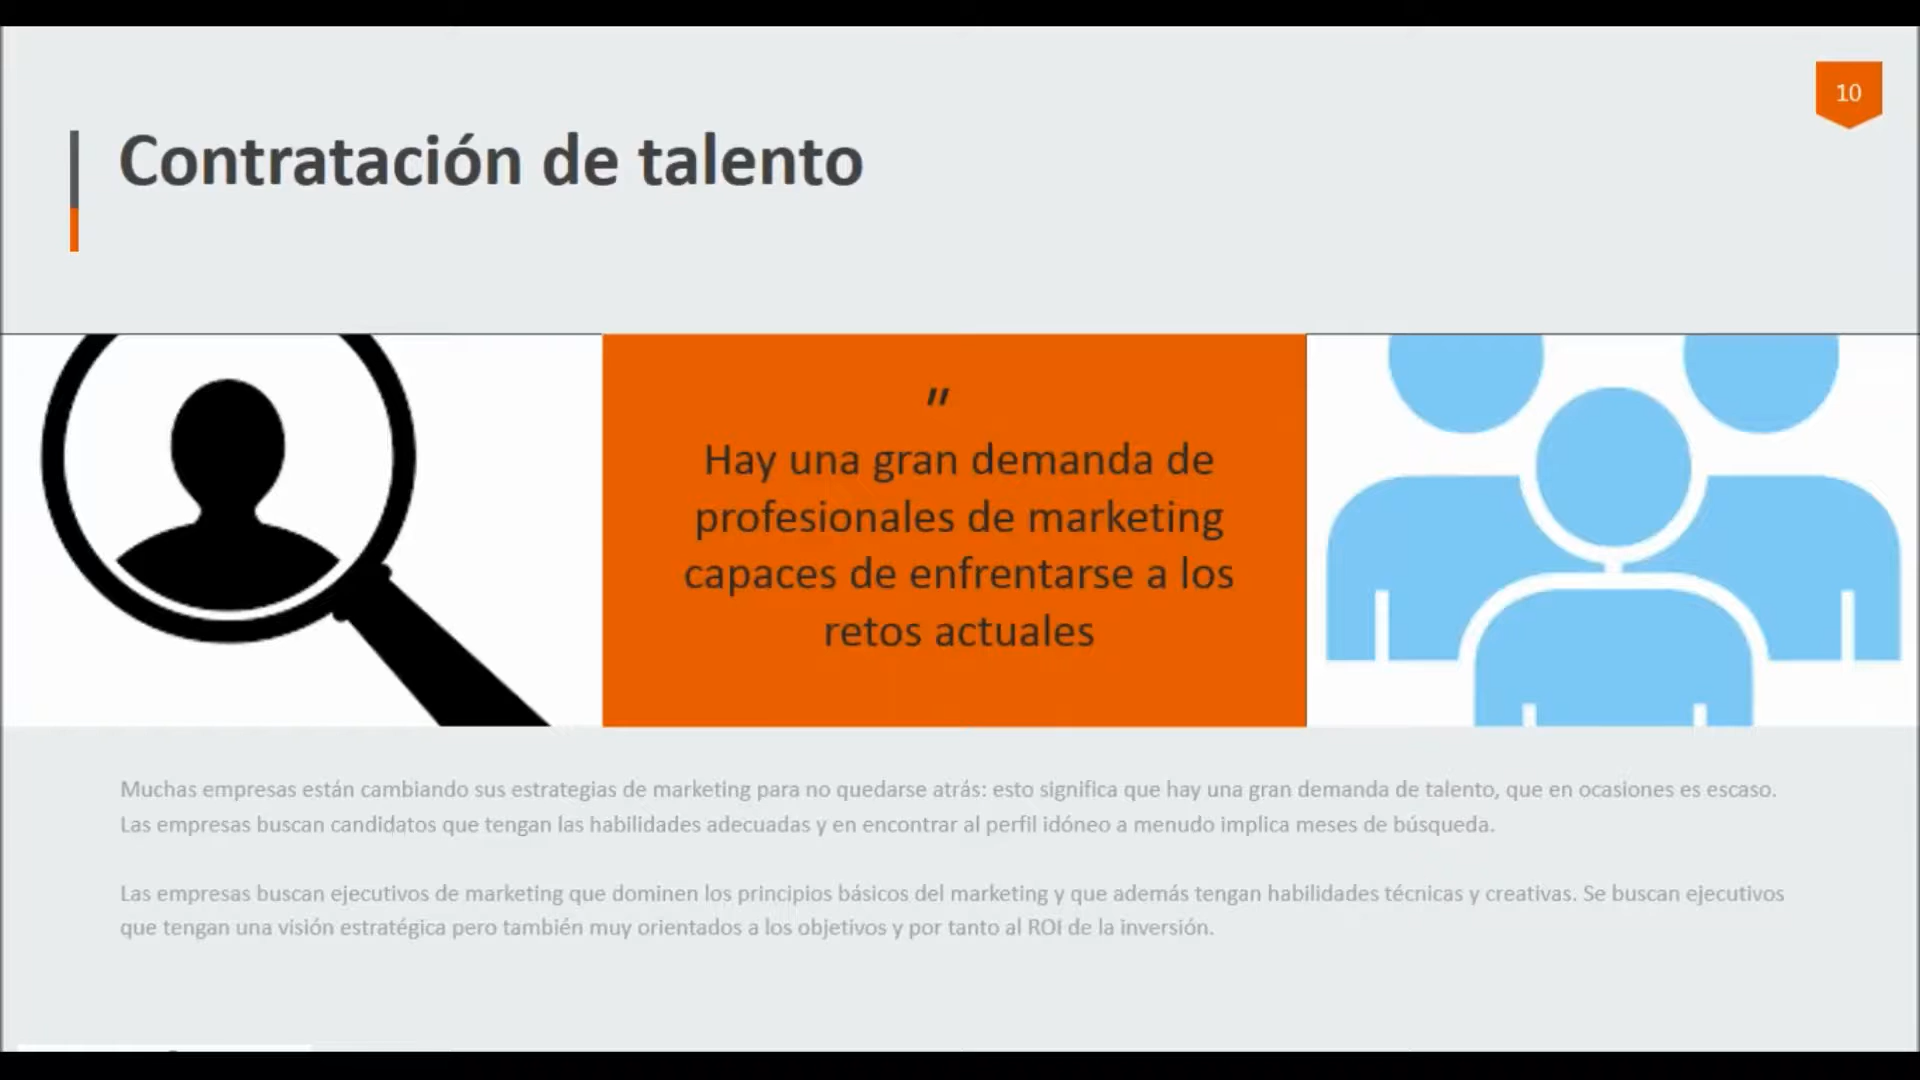 10
Contratación de talento
"
Hay una gran demanda de
profesionales de marketing
capaces de enfrentarse a los
retos actuales
Muchas empresas están cambiando sus estrategias de marketing para no quedarse atrás: esto significa que hay una gran demanda de talento, que en ocasiones es escaso.
Las empresas buscan candidatos que tengan las habilidades adecuadas y en encontrar al perfil idóneo a menudo implica meses de búsqueda.
Las empresas buscan ejecutivos de marketing que dominen los principios básicos del marketing y que además tengan habilidades técnicas y creativas. Se buscan ejecutivos
que tengan una visión estratégica pero también muy orientados a los objetivos y por tanto al ROI de la inversión.